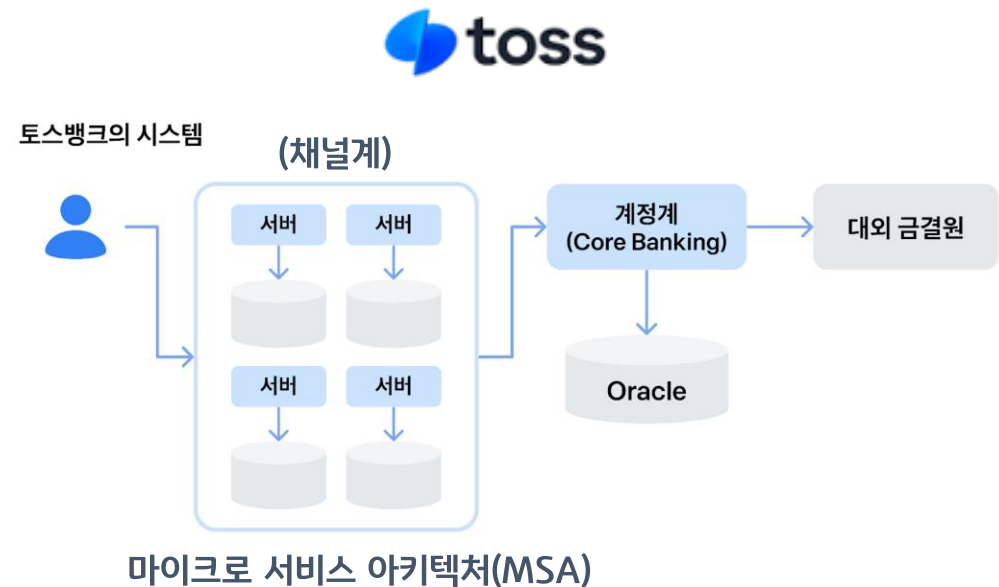 toss
토스뱅크의 시스템
(채널계)
서버
서버
서버
서버
계정계
(Core Banking)
대외 금결원
Oracle
마이크로 서비스 아키텍처(MSA)